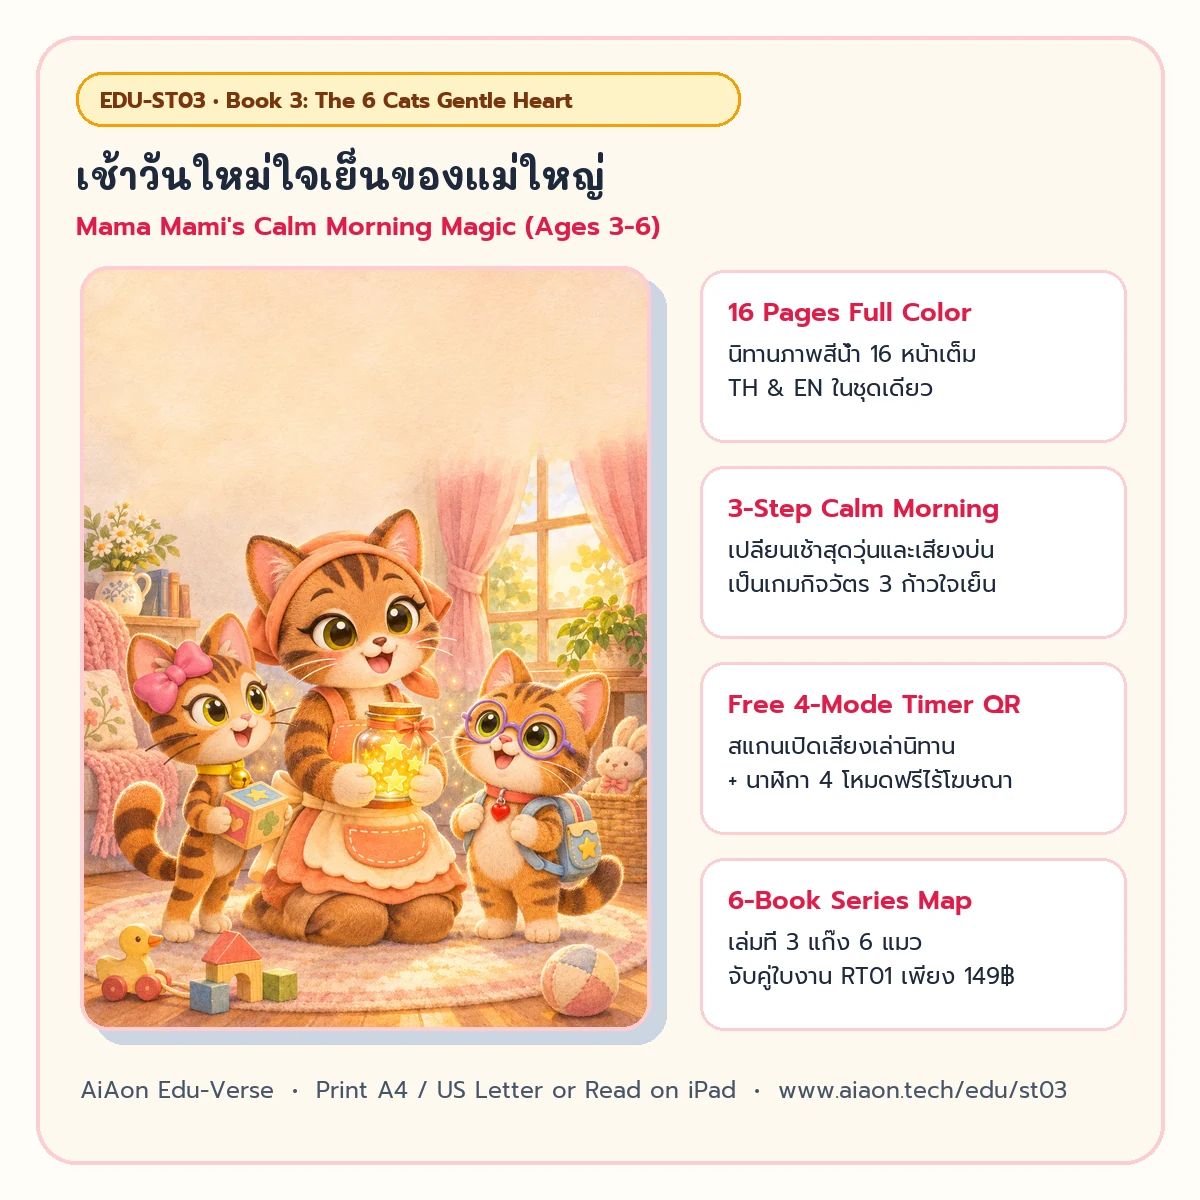 EDU-ST03 · Book 3: The 6 Cats Gentle Heart
เช้าวันใหม่ใจเย็นของแม่ใหญ่
Mama Mami's Calm Morning Magic (Ages 3-6)
16 Pages Full Color
นิทานภาพสีน้ำ 16 หน้าเต็ม
TH & EN ในชุดเดียว
3-Step Calm Morning
เปลี่ยนเช้าสุดวุ่นและเสียงบ่น
เป็นเกมกิจวัตร 3 ก้าวใจเย็น
Free 4-Mode Timer QR
สแกนเปิดเสียงเล่านิทาน
+ นาฬิกา 4 โหมดฟรีไร้โฆษณา
6-Book Series Map
เล่มที่ 3 แก๊ง 6 แมว
จับคู่ใบงาน RT01 เพียง 149฿
AiAon Edu-Verse · Print A4 / US Letter or Read on iPad · www.aiaon.tech/edu/st03